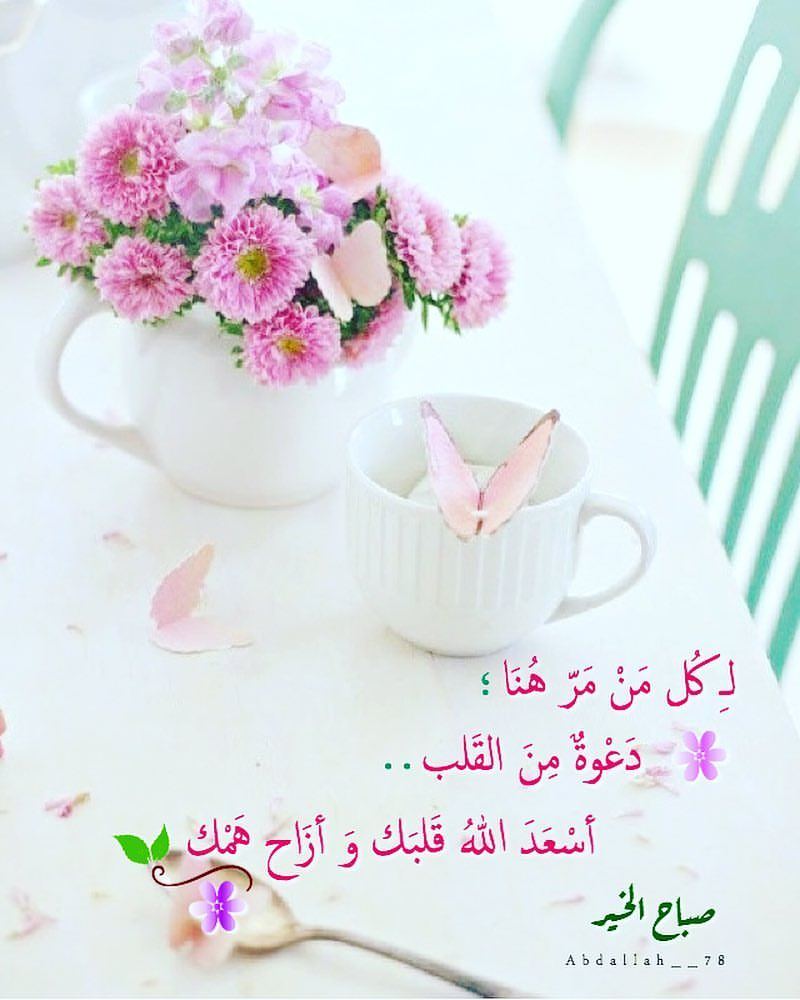 لِـكُل مَنْ مَرّ هُنَا ؛
دَعْوةٌ مِنَ القَلب ..
أسْعَدَ اللهُ قَلبَك وَ أزَاح هَمْك
صباح الخير
Abdallah__78